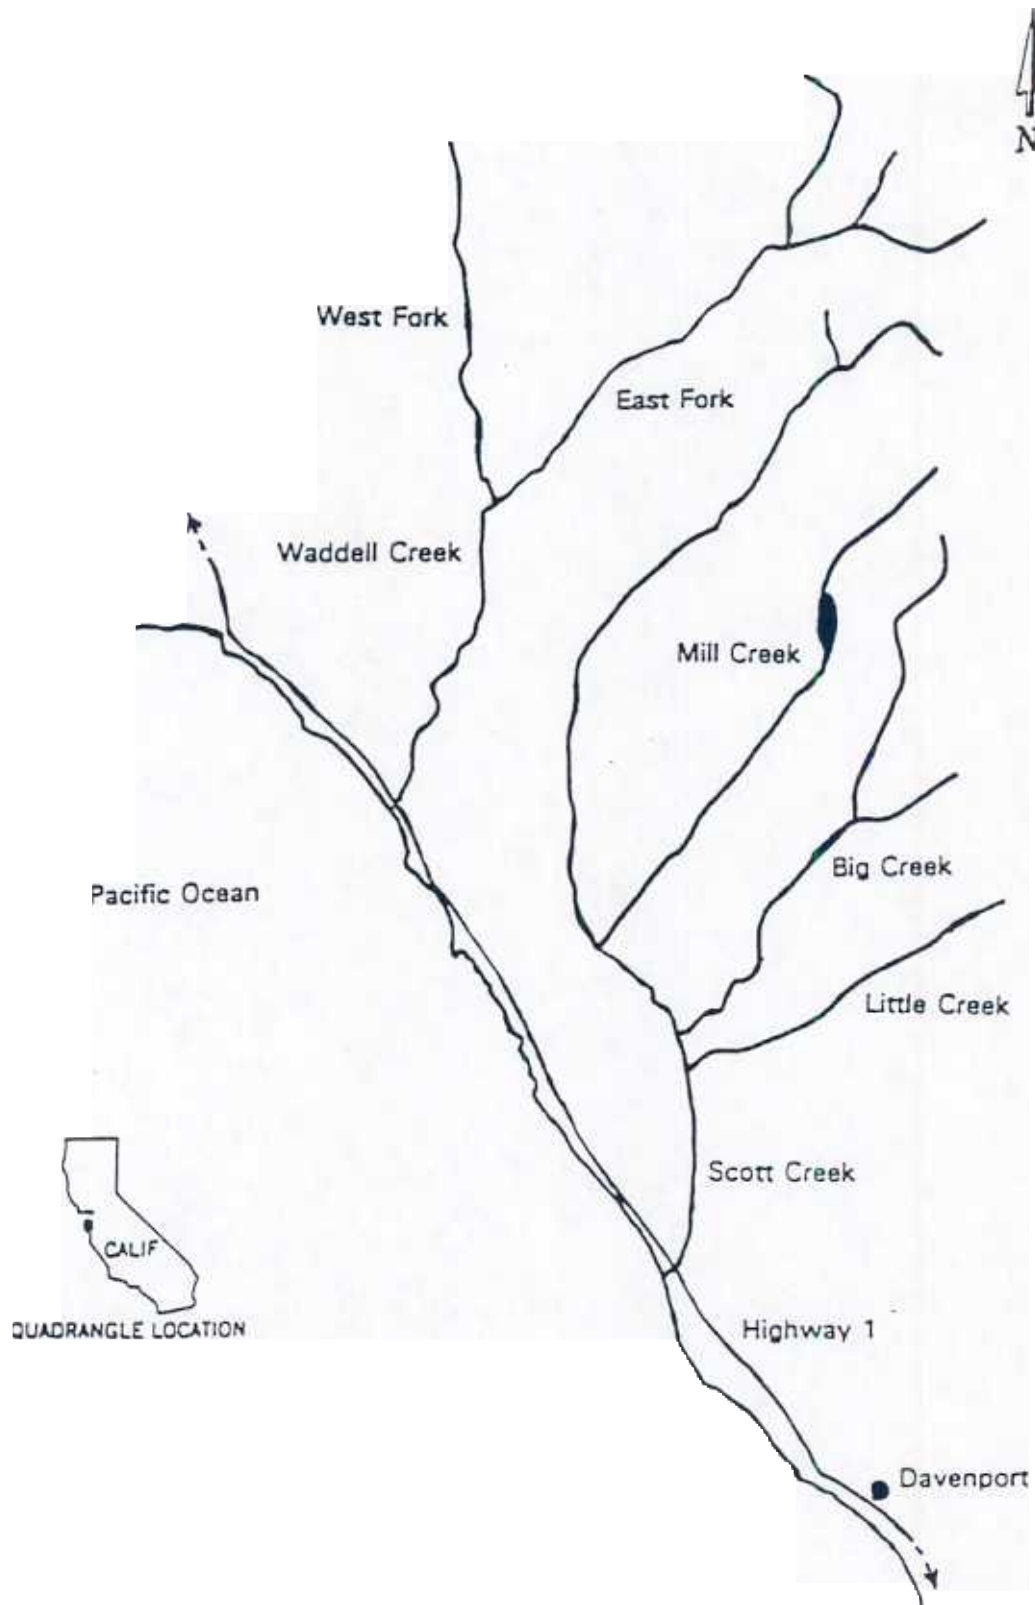 N
West Fork
East Fork
Waddell Creek
Mill Creek
Big Creek
Pacific Ocean
Little Creek
Scott Creek
CALIF
QUADRANGLE LOCATION
Highway 1
Davenport